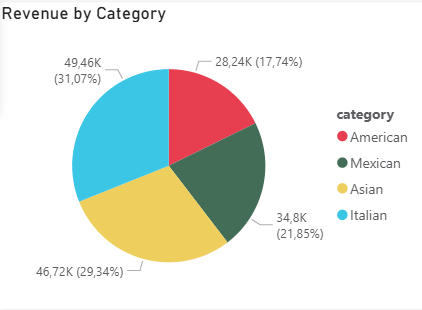 Revenue by Category
49,46K
(31,07%)
28,24K (17,74%)
category
American
Mexican
Asian
Italian
34,8K
(21,85%)
46,72K (29,34%)